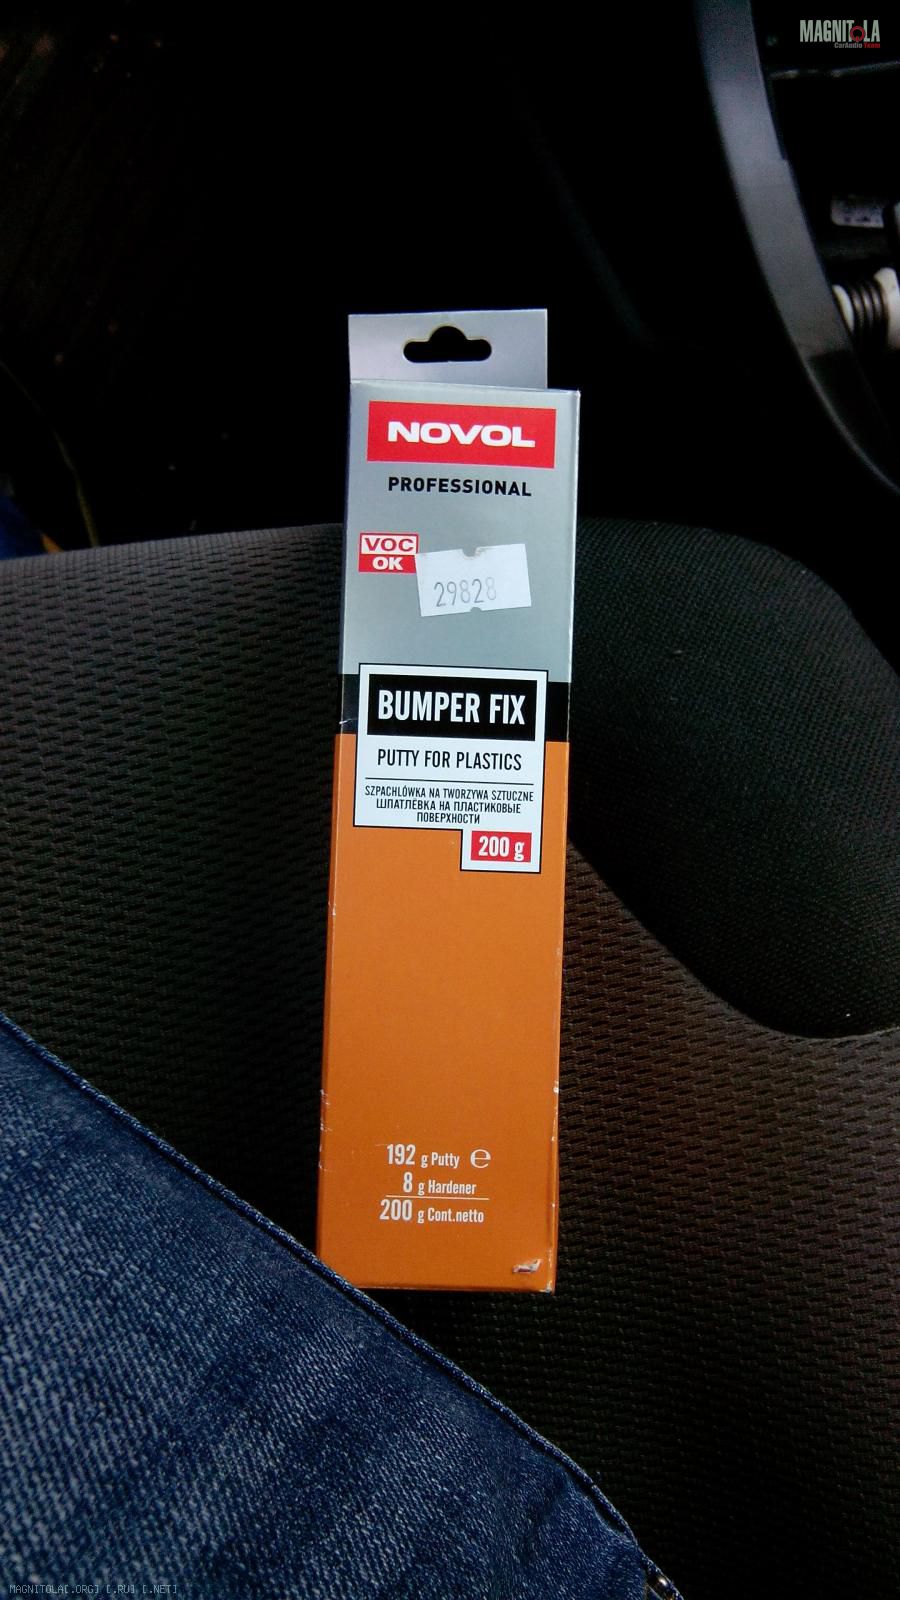 MAGNITOLA
CarAudio Team
NOVOL
PROFESSIONAL
VOC
OK
29828
BUMPER FIX
PUTTY FOR PLASTICS
SZPACHLÓWKA NA TWORZYWA SZTUCZNE
ШПАТЛЁВКА НА ПЛАСТИКОВЫЕ
ПОВЕРХНОСТИ
200 g
192 g Putty ℮
8 g Hardener
200 g Cont.netto
MAGNITOLA[.ORG] [.RU] [.NET]